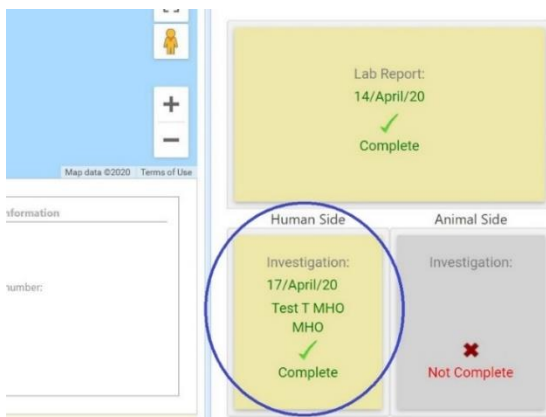 Map data ©2020 Terms of Use
nformation
number:
Lab Report:
14/April/20
Complete
Human Side
Animal Side
Investigation:
17/April/20
Test T MHO
MHO
Complete
Investigation:
Not Complete